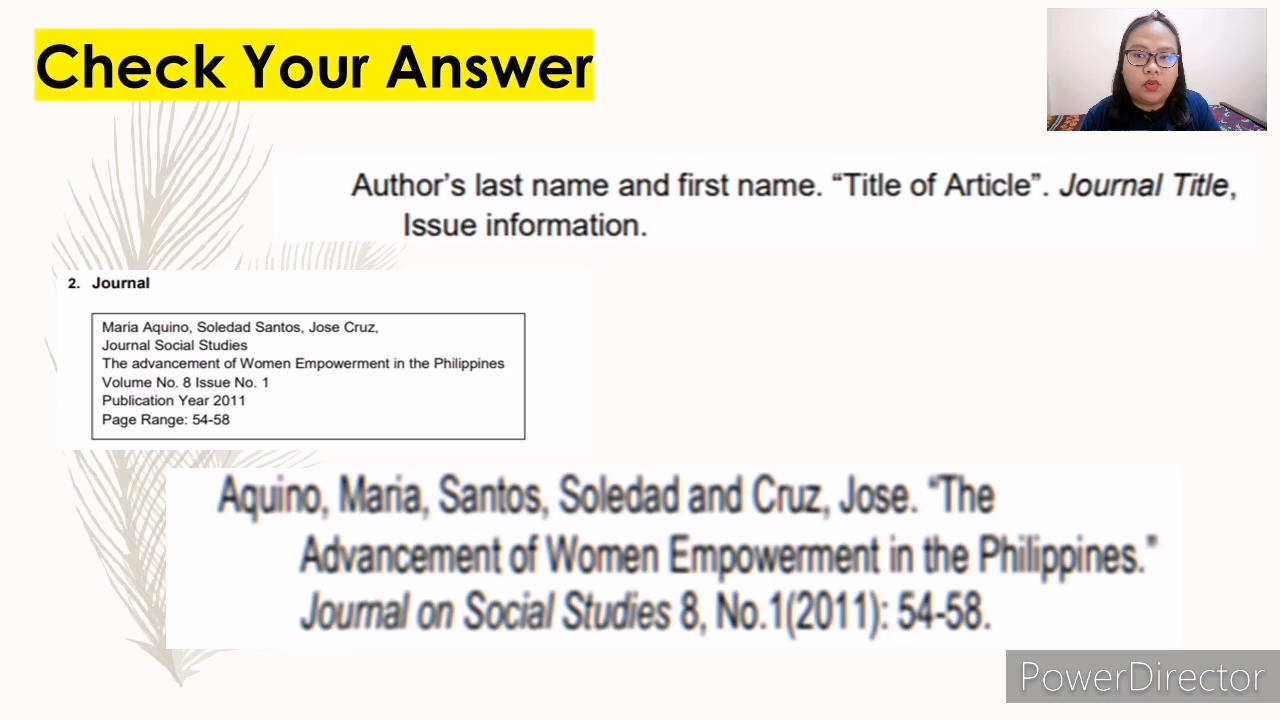 Check Your Answer
Author's last name and first name. “Title of Article”. Journal Title,
Issue information.
2. Journal
Maria Aquino, Soledad Santos, Jose Cruz,
Journal Social Studies
The advancement of Women Empowerment in the Philippines
Volume No. 8 Issue No. 1
Publication Year 2011
Page Range: 54-58
Aquino, Maria, Santos, Soledad and Cruz, Jose. “The
Advancement of Women Empowerment in the Philippines.”
Journal on Social Studies 8, No.1(2011): 54-58.
PowerDirector